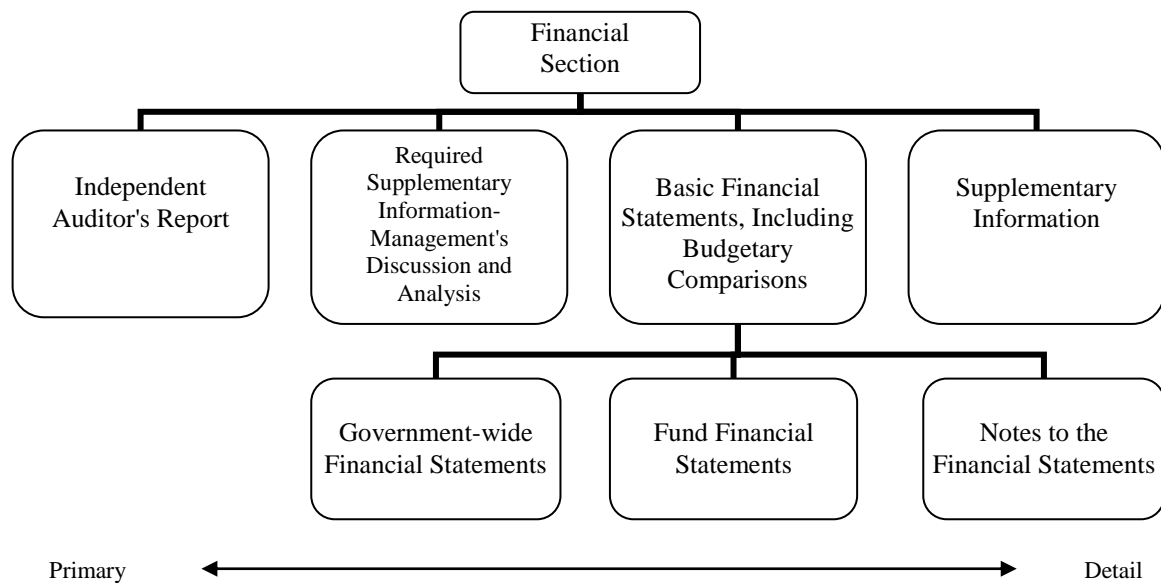 Financial
Section
Independent
Auditor's Report
Required
Supplementary
Information-
Management's
Discussion and
Analysis
Basic Financial
Statements, Including
Budgetary
Comparisons
Supplementary
Information
Government-wide
Financial Statements
Fund Financial
Statements
Notes to the
Financial Statements
Primary
Detail